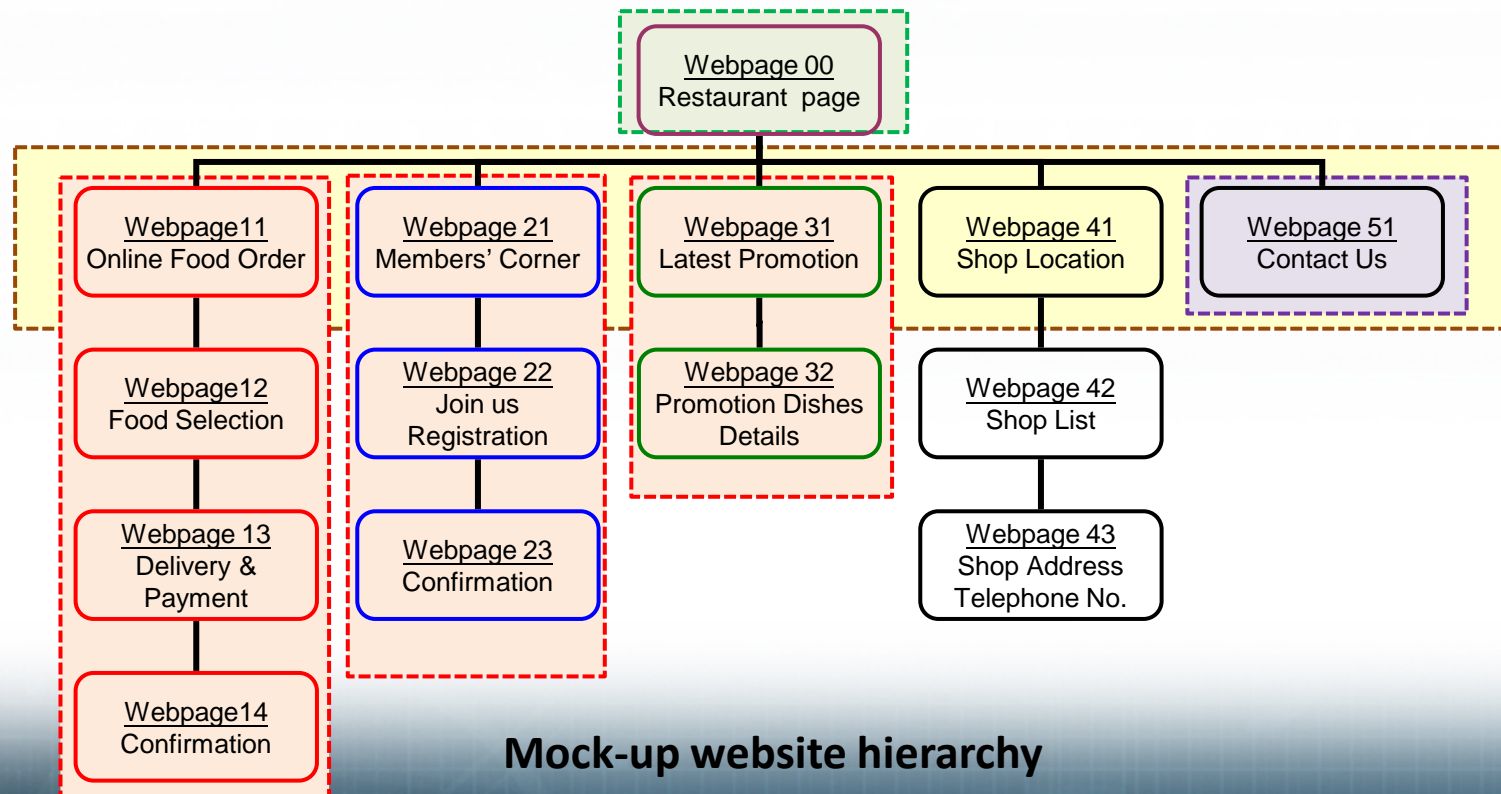 Webpage 00
Restaurant page
Webpage11
Online Food Order
Webpage 21
Members’ Corner
Webpage 31
Latest Promotion
Webpage 41
Shop Location
Webpage 51
Contact Us
Webpage12
Food Selection
Webpage 22
Join us
Registration
Webpage 32
Promotion Dishes
Details
Webpage 42
Shop List
Webpage 13
Delivery &
Payment
Webpage 23
Confirmation
Webpage 43
Shop Address
Telephone No.
Webpage14
Confirmation
Mock-up website hierarchy